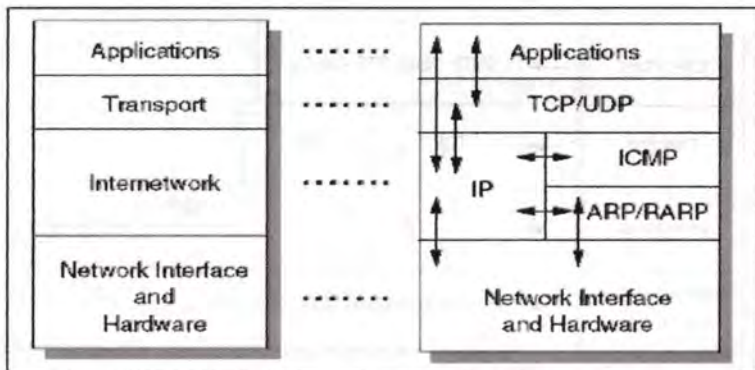 Applications
Transport
Internetwork
Network Interface
and
Hardware
Applications
TCP/UDP
ICMP
IP
ARP/RARP
Network Interface
and Hardware